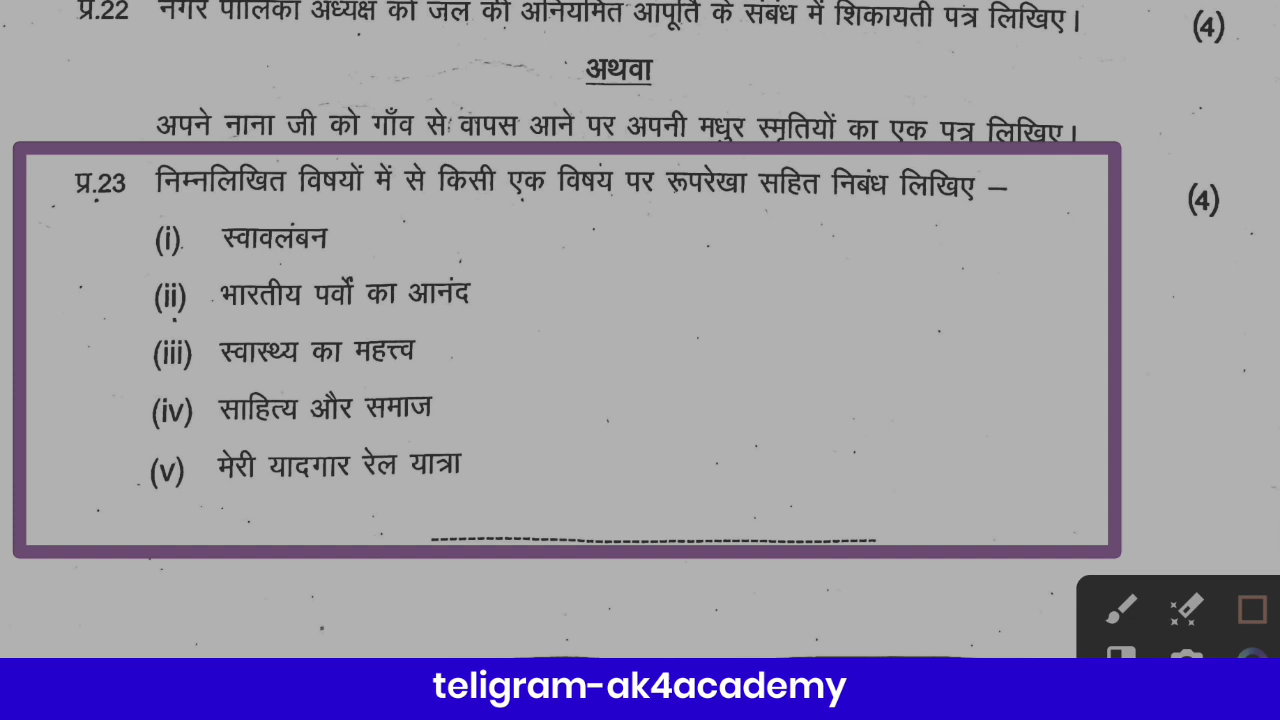 प्र.22 नगर पालिका अध्यक्ष को जल की अनियमित आपूर्ति के संबंध में शिकायती पत्र लिखिए। (4)
अथवा
अपने नाना जी को गाँव से वापस आने पर अपनी मधुर स्मृतियों का एक पत्र लिखिए।
प्र.23 निम्नलिखित विषयों में से किसी एक विषय पर रूपरेखा सहित निबंध लिखिए – (4)
(i) स्वावलंबन
(ii) भारतीय पर्वों का आनंद
(iii) स्वास्थ्य का महत्त्व
(iv) साहित्य और समाज
(v) मेरी यादगार रेल यात्रा
teligram-ak4academy